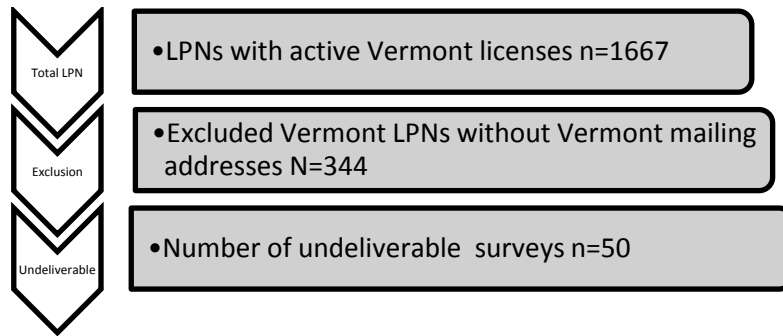 Total LPN
•LPNs with active Vermont licenses n=1667
Exclusion
•Excluded Vermont LPNs without Vermont mailing
addresses N=344
Undeliverable
•Number of undeliverable surveys n=50